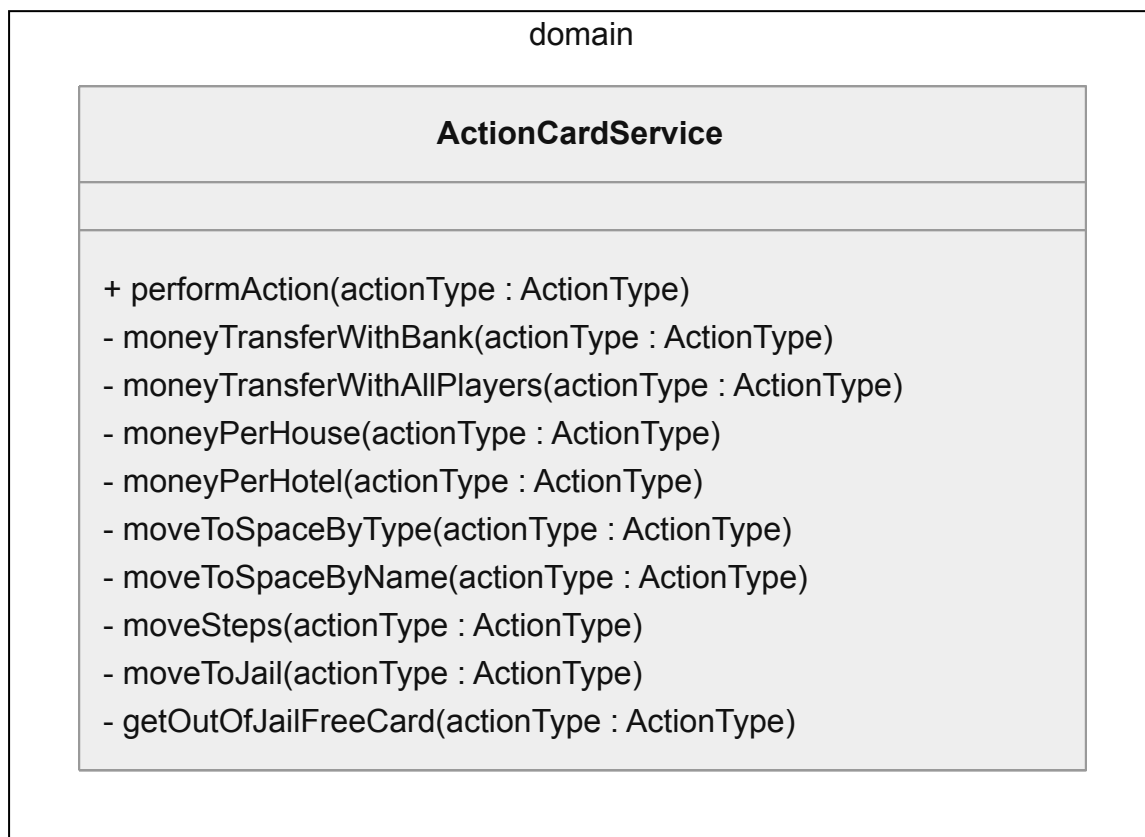 domain
ActionCardService
+ performAction(actionType : ActionType)
- moneyTransferWithBank(actionType : ActionType)
- moneyTransferWithAllPlayers(actionType : ActionType)
- moneyPerHouse(actionType : ActionType)
- moneyPerHotel(actionType : ActionType)
- moveToSpaceByType(actionType : ActionType)
- moveToSpaceByName(actionType : ActionType)
- moveSteps(actionType : ActionType)
- moveToJail(actionType : ActionType)
- getOutOfJailFreeCard(actionType : ActionType)